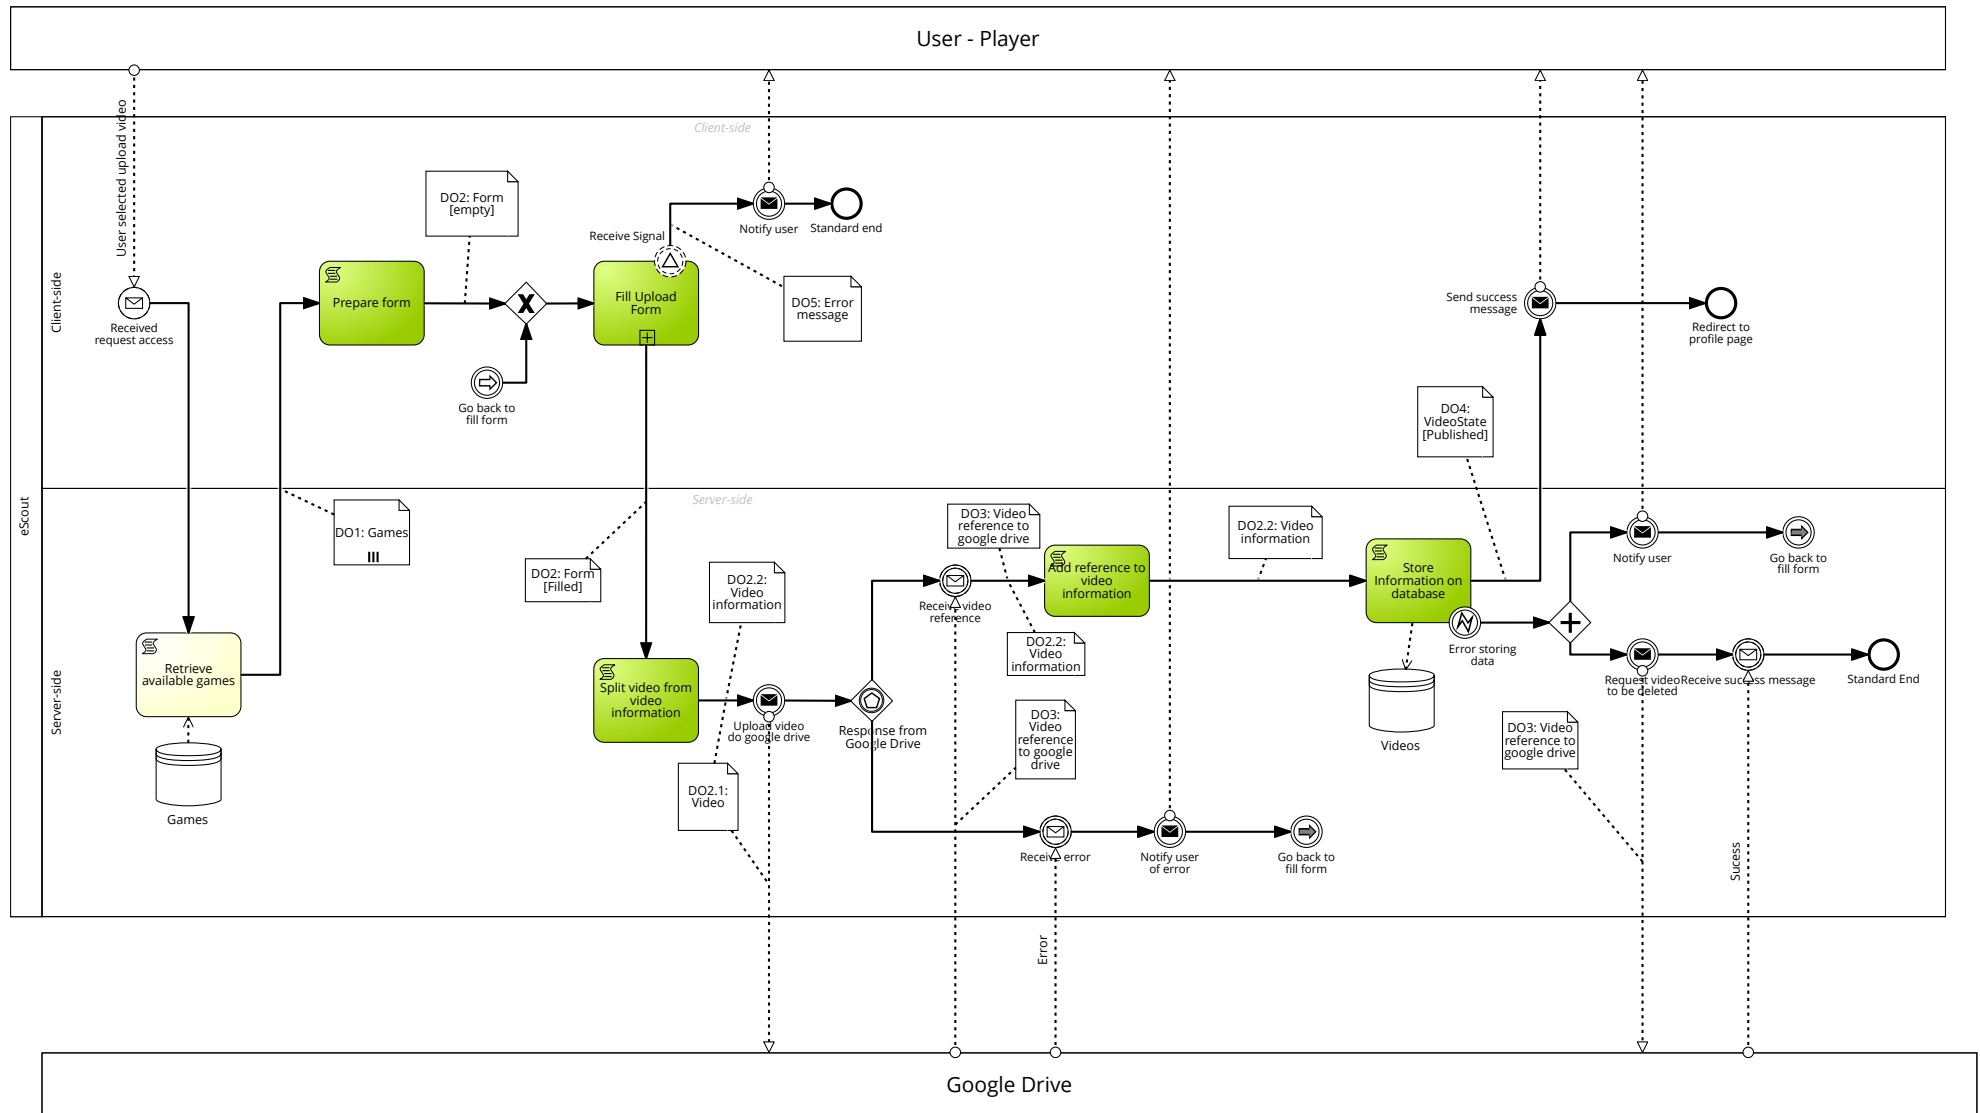 User - Player
User selected upload video
Client-side
eScout
Client-side
Received
request access
DO2: Form
[empty]
Prepare form
Go back to
fill form
Receive Signal
Fill Upload
Form
Notify user
Standard end
DO5: Error
message
Send success
message
Redirect to
profile page
DO4:
VideoState
[Published]
Server-side
Server-side
DO1: Games
Retrieve
available games
Games
DO2: Form
[Filled]
DO2.2:
Video
information
Split video from
video
information
DO2.1:
Video
Upload video
do google drive
Response from
Google Drive
DO3: Video
reference to
google drive
Receive video
reference
Add reference to
video
information
DO2.2:
Video
information
DO3:
Video
reference
to google
drive
Receive error
Notify user
of error
Go back to
fill form
DO2.2: Video
information
Store
Information on
database
Error storing
data
Videos
Notify user
Go back to
fill form
Request video
to be deleted
Receive success message
Standard End
DO3: Video
reference to
google drive
Sucess
Error
Google Drive